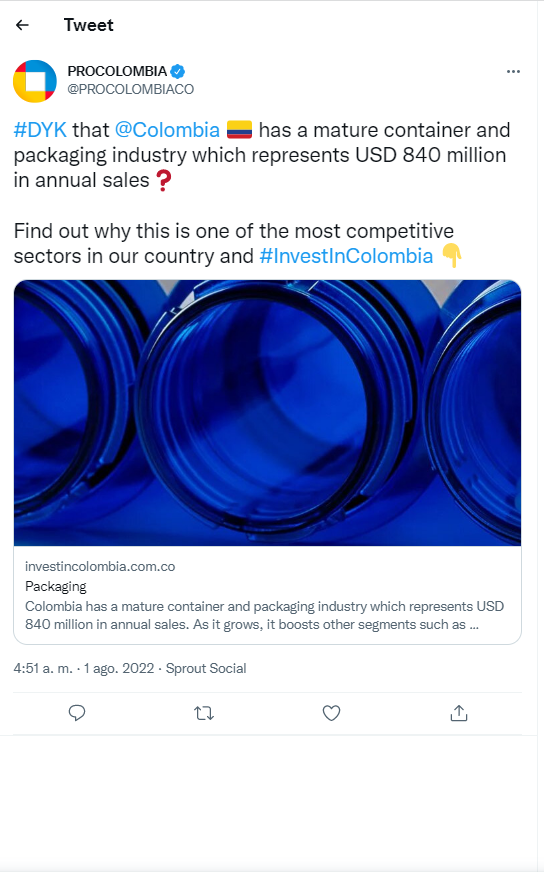 Tweet
PROCOLOMBIA
@PROCOLOMBIACO
#DYK that @Colombia 🇨🇴 has a mature container and
packaging industry which represents USD 840 million
in annual sales❓
Find out why this is one of the most competitive
sectors in our country and #InvestInColombia 👇
investincolombia.com.co
Packaging
Colombia has a mature container and packaging industry which represents USD
840 million in annual sales. As it grows, it boosts other segments such as ...
4:51 a. m. · 1 ago. 2022 · Sprout Social